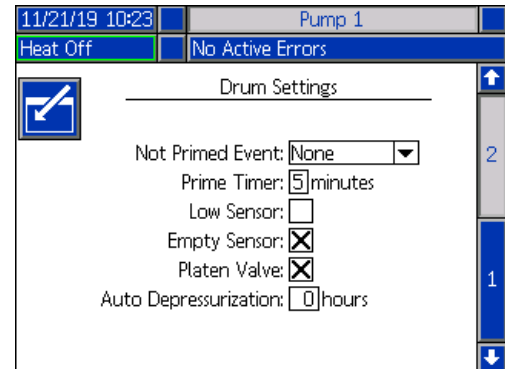 11/21/19 10:23 Pump 1
Heat Off No Active Errors
Drum Settings
Not Primed Event: None
2
Prime Timer: 5 minutes
Low Sensor:
Empty Sensor: X
Platen Valve: X
1
Auto Depressurization: 0 hours